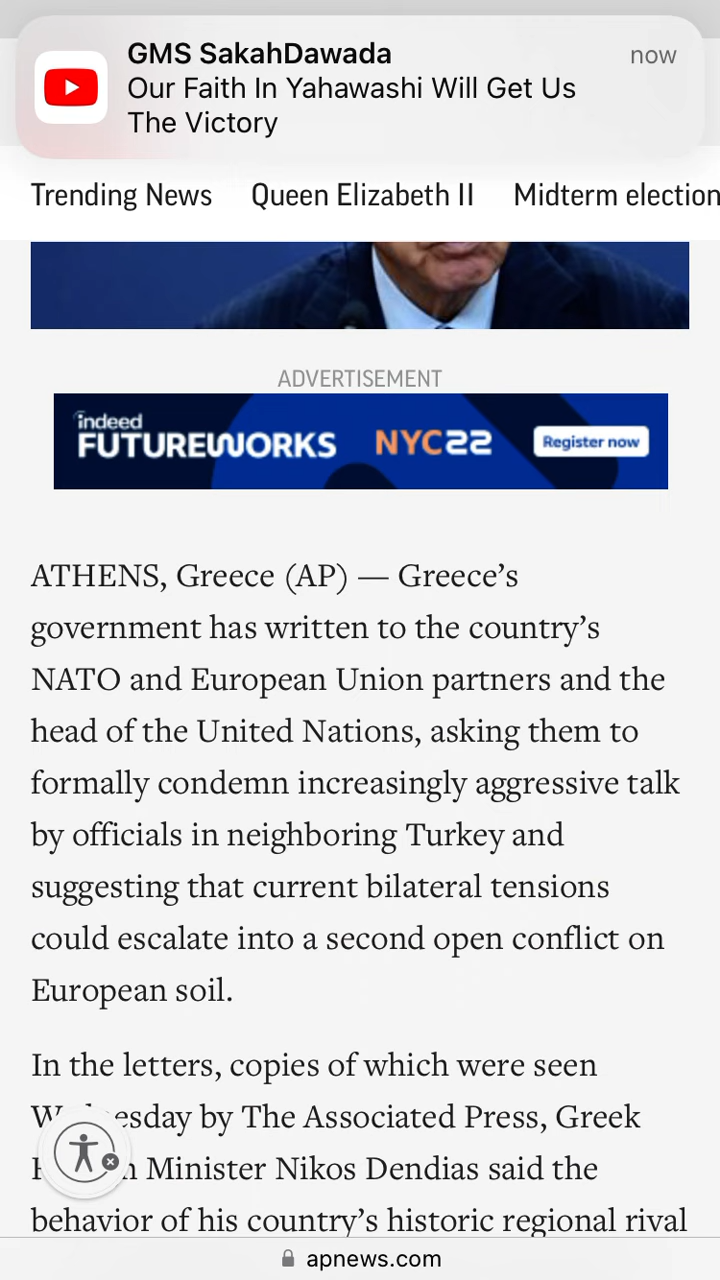 GMS SakahDawada
now
Our Faith In Yahawashi Will Get Us
The Victory
Trending News Queen Elizabeth II Midterm election
ADVERTISEMENT
indeed
FUTUREWORKS NYC22 Register now
ATHENS, Greece (AP) — Greece’s
government has written to the country’s
NATO and European Union partners and the
head of the United Nations, asking them to
formally condemn increasingly aggressive talk
by officials in neighboring Turkey and
suggesting that current bilateral tensions
could escalate into a second open conflict on
European soil.
In the letters, copies of which were seen
by The Associated Press, Greek
Minister Nikos Dendias said the
behavior of his country’s historic regional rival
apnews.com